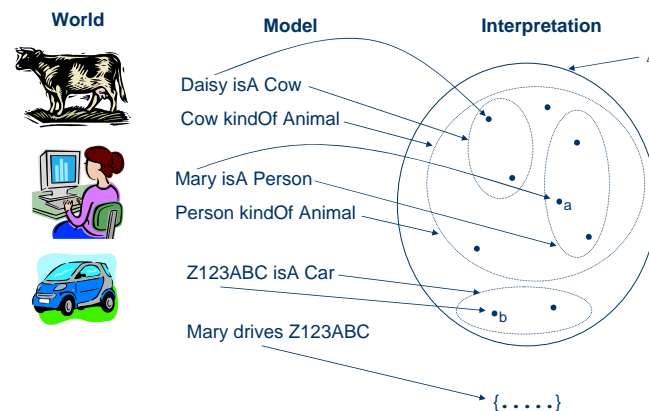 World Model Interpretation
Daisy isA Cow
Cow kindOf Animal
Mary isA Person
a
Person kindOf Animal
Z123ABC isA Car
b
Mary drives Z123ABC
{.....}